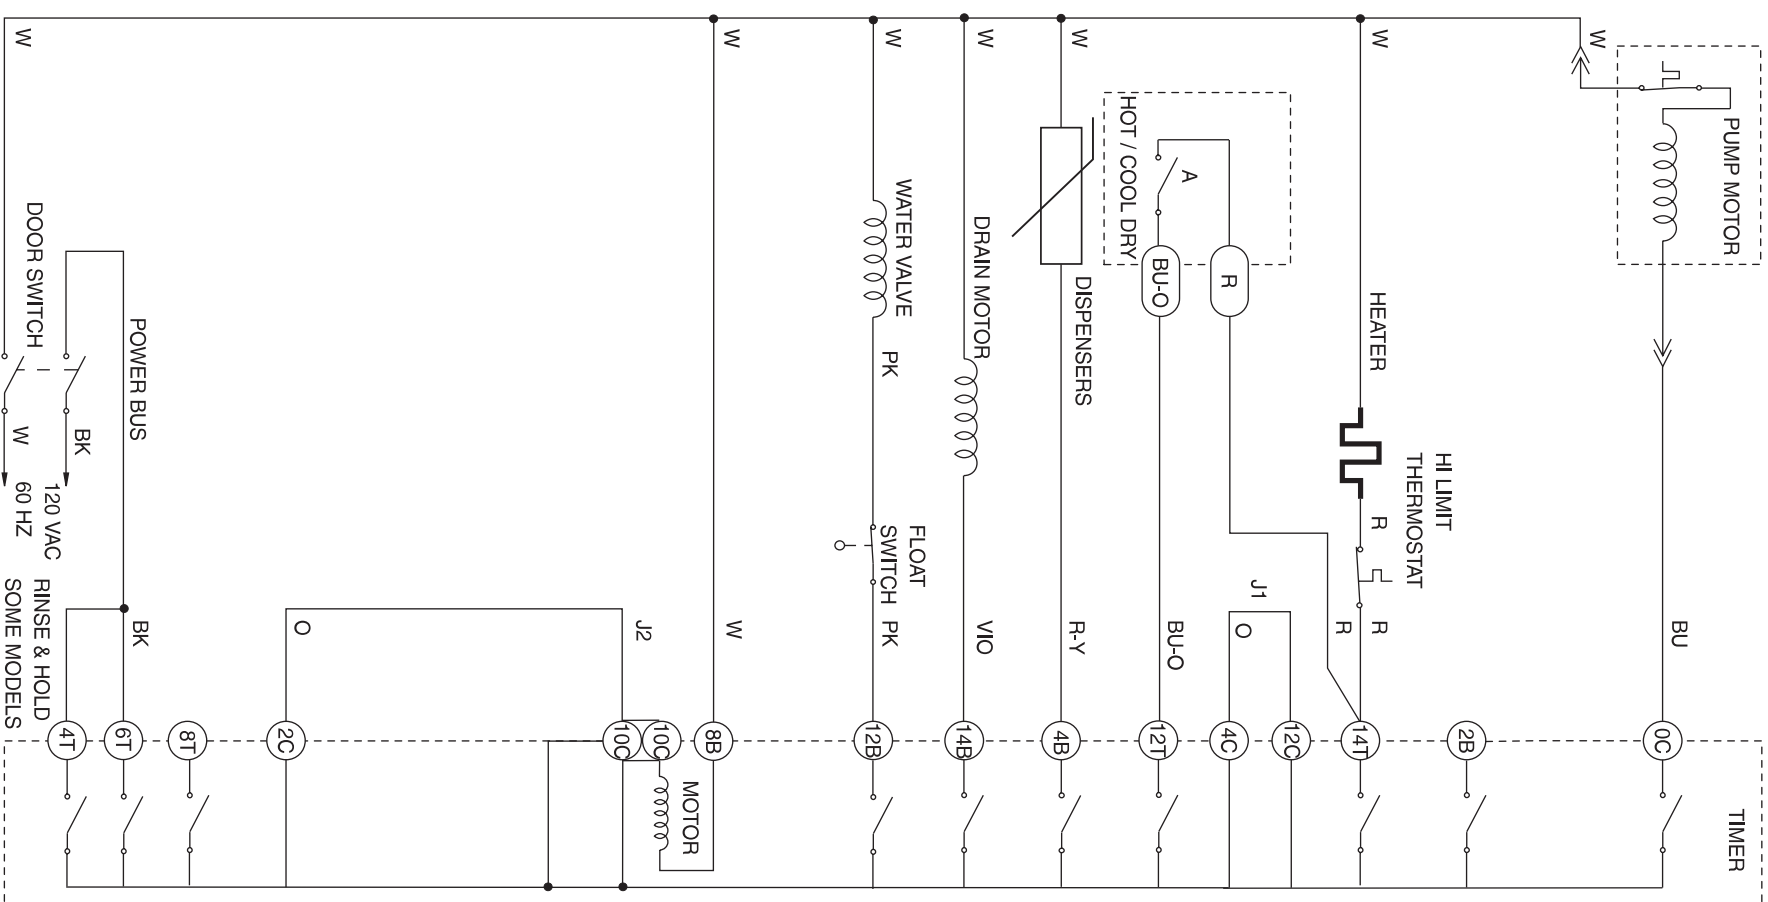 PUMP MOTOR
W
W
HEATER
HI LIMIT
THERMOSTAT
R
R
R
BU
HOT / COOL DRY
A
BU-O
R
J1
O
BU-O
W
DISPENSERS
R-Y
W
DRAIN MOTOR
VIO
W
WATER VALVE
PK
FLOAT
SWITCH
PK
W
W
J2
O
W
DOOR SWITCH
POWER BUS
BK
W
120 VAC
60 HZ
BK
RINSE & HOLD
SOME MODELS
4T
6T
8T
2C
10C
10C
8B
12B
14B
4B
12T
4C
12C
14T
2B
0C
MOTOR
TIMER